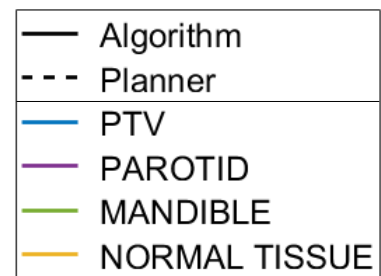 Algorithm
Planner
PTV
PAROTID
MANDIBLE
NORMAL TISSUE